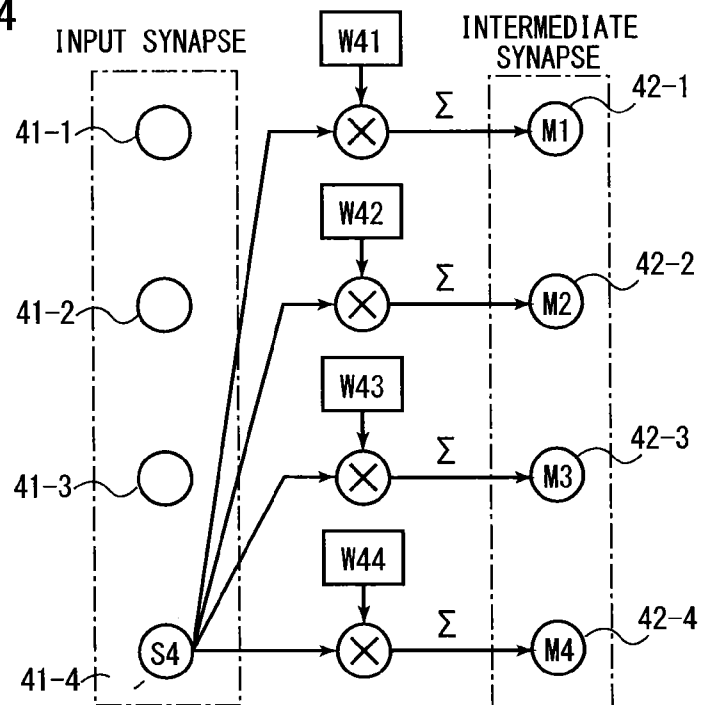 4
INPUT SYNAPSE
W41
INTERMEDIATE
SYNAPSE
41-1
Σ
M1
42-1
W42
41-2
Σ
M2
42-2
W43
41-3
Σ
M3
42-3
W44
41-4
S4
Σ
M4
42-4